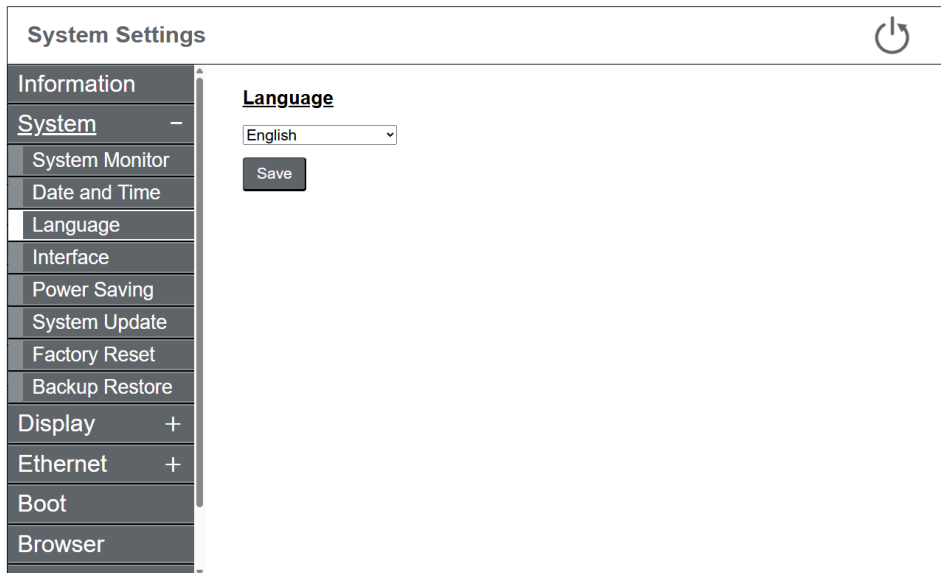 System Settings
Information
System −
System Monitor
Date and Time
Language
Interface
Power Saving
System Update
Factory Reset
Backup Restore
Display +
Ethernet +
Boot
Browser
Language
English
Save